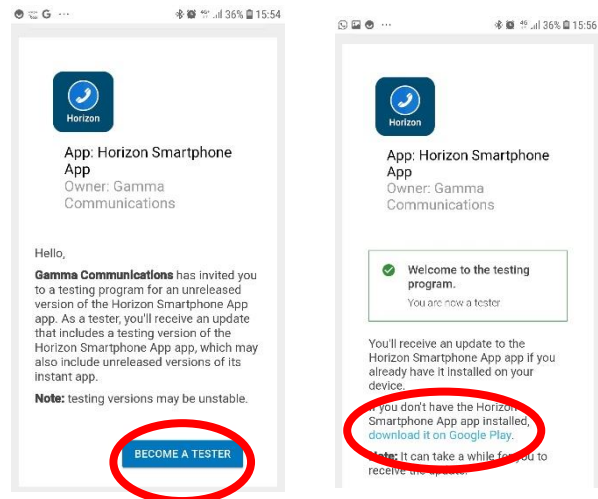 G ... 36% 15:54
Horizon
App: Horizon Smartphone
App
Owner: Gamma
Communications
Hello,
Gamma Communications has invited you
to a testing program for an unreleased
version of the Horizon Smartphone App
app. As a tester, you'll receive an update
that includes a testing version of the
Horizon Smartphone App app, which may
also include unreleased versions of its
instant app.
Note: testing versions may be unstable.
BECOME A TESTER
... 36% 15:56
Horizon
App: Horizon Smartphone
App
Owner: Gamma
Communications
Welcome to the testing
program.
You are now a tester
You'll receive an update to the
Horizon Smartphone App app if you
already have it installed on your
device.
If you don't have the Horizon
Smartphone App app installed,
download it on Google Play.
Note: It can take a while for you to
receive the update.